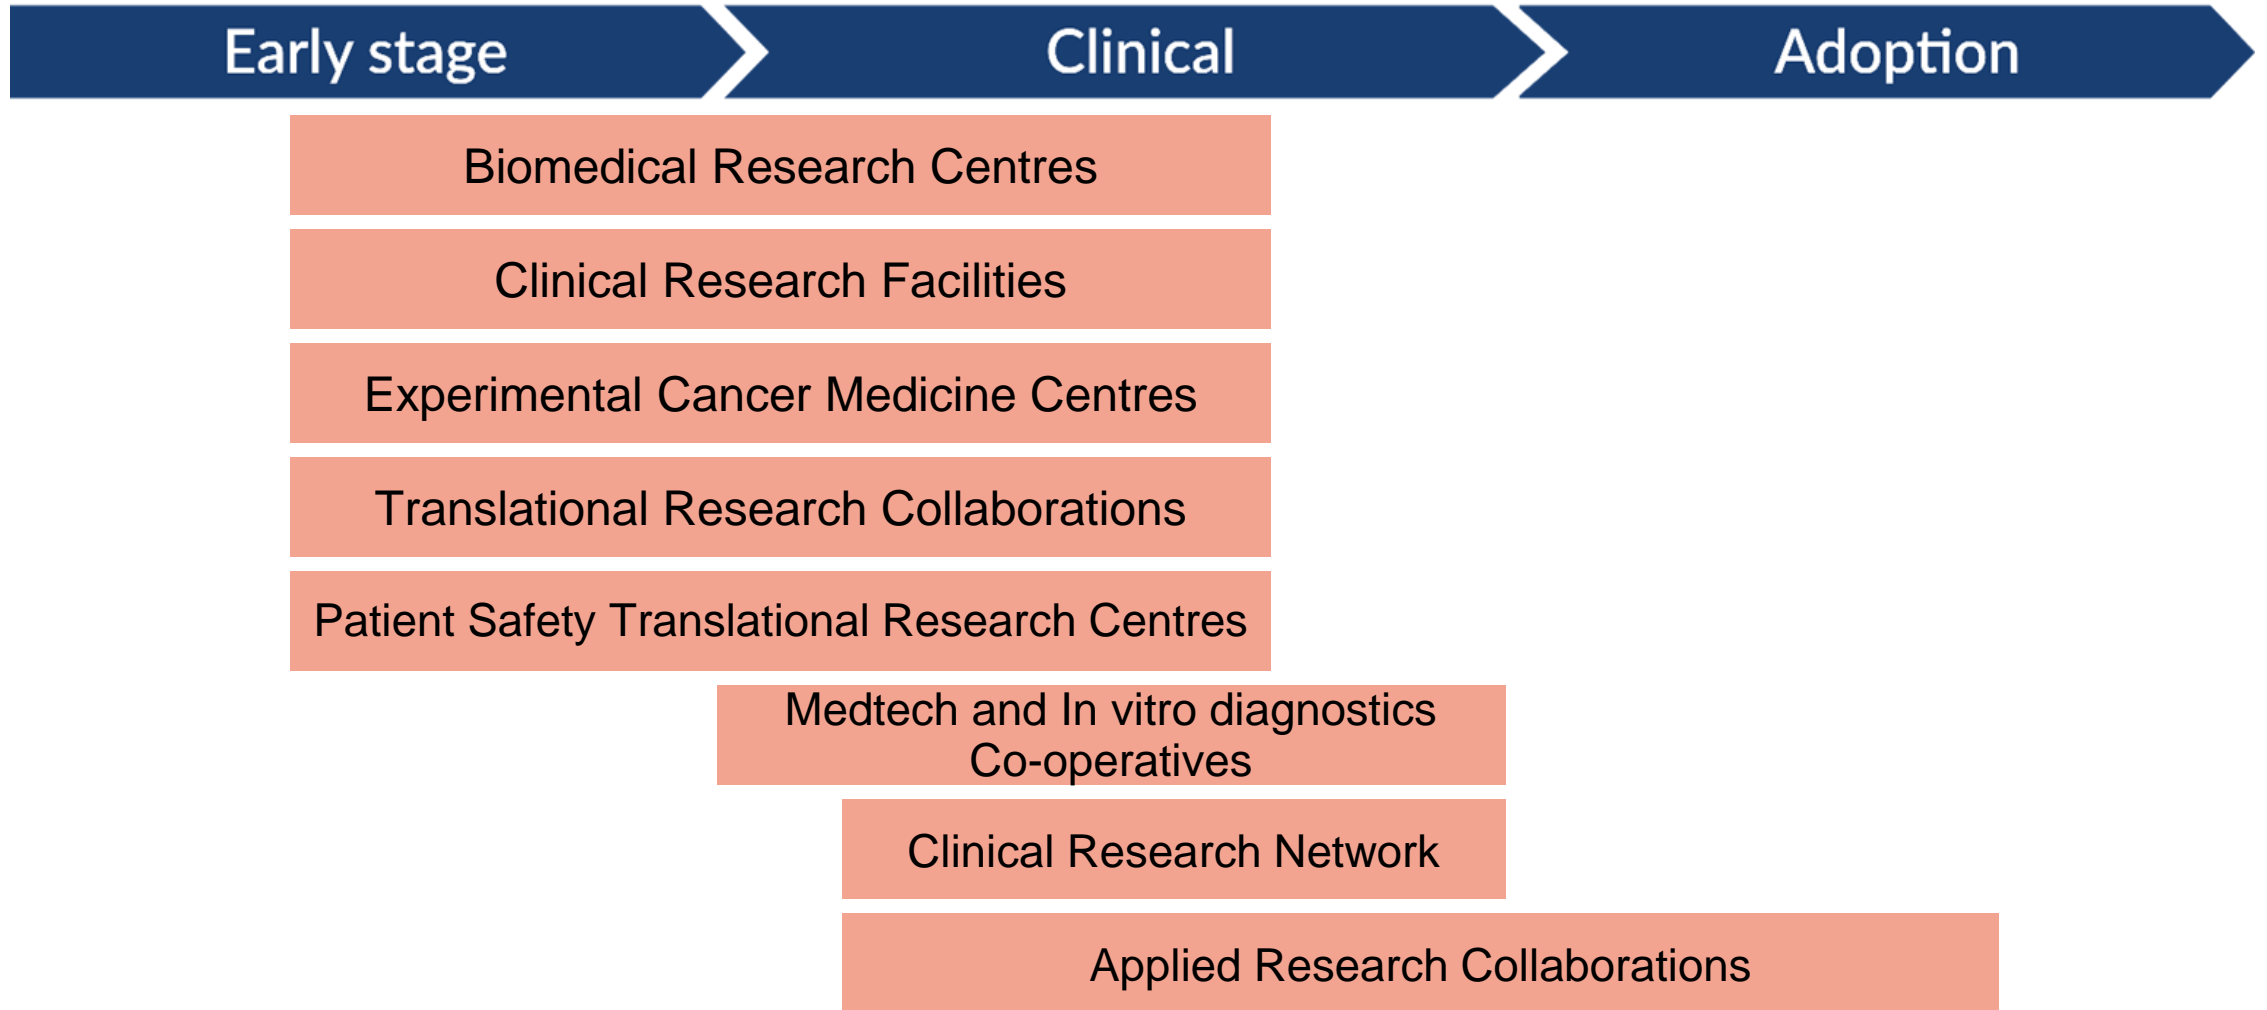 Early stage
Clinical
Adoption
Biomedical Research Centres
Clinical Research Facilities
Experimental Cancer Medicine Centres
Translational Research Collaborations
Patient Safety Translational Research Centres
Medtech and In vitro diagnostics
Co-operatives
Clinical Research Network
Applied Research Collaborations